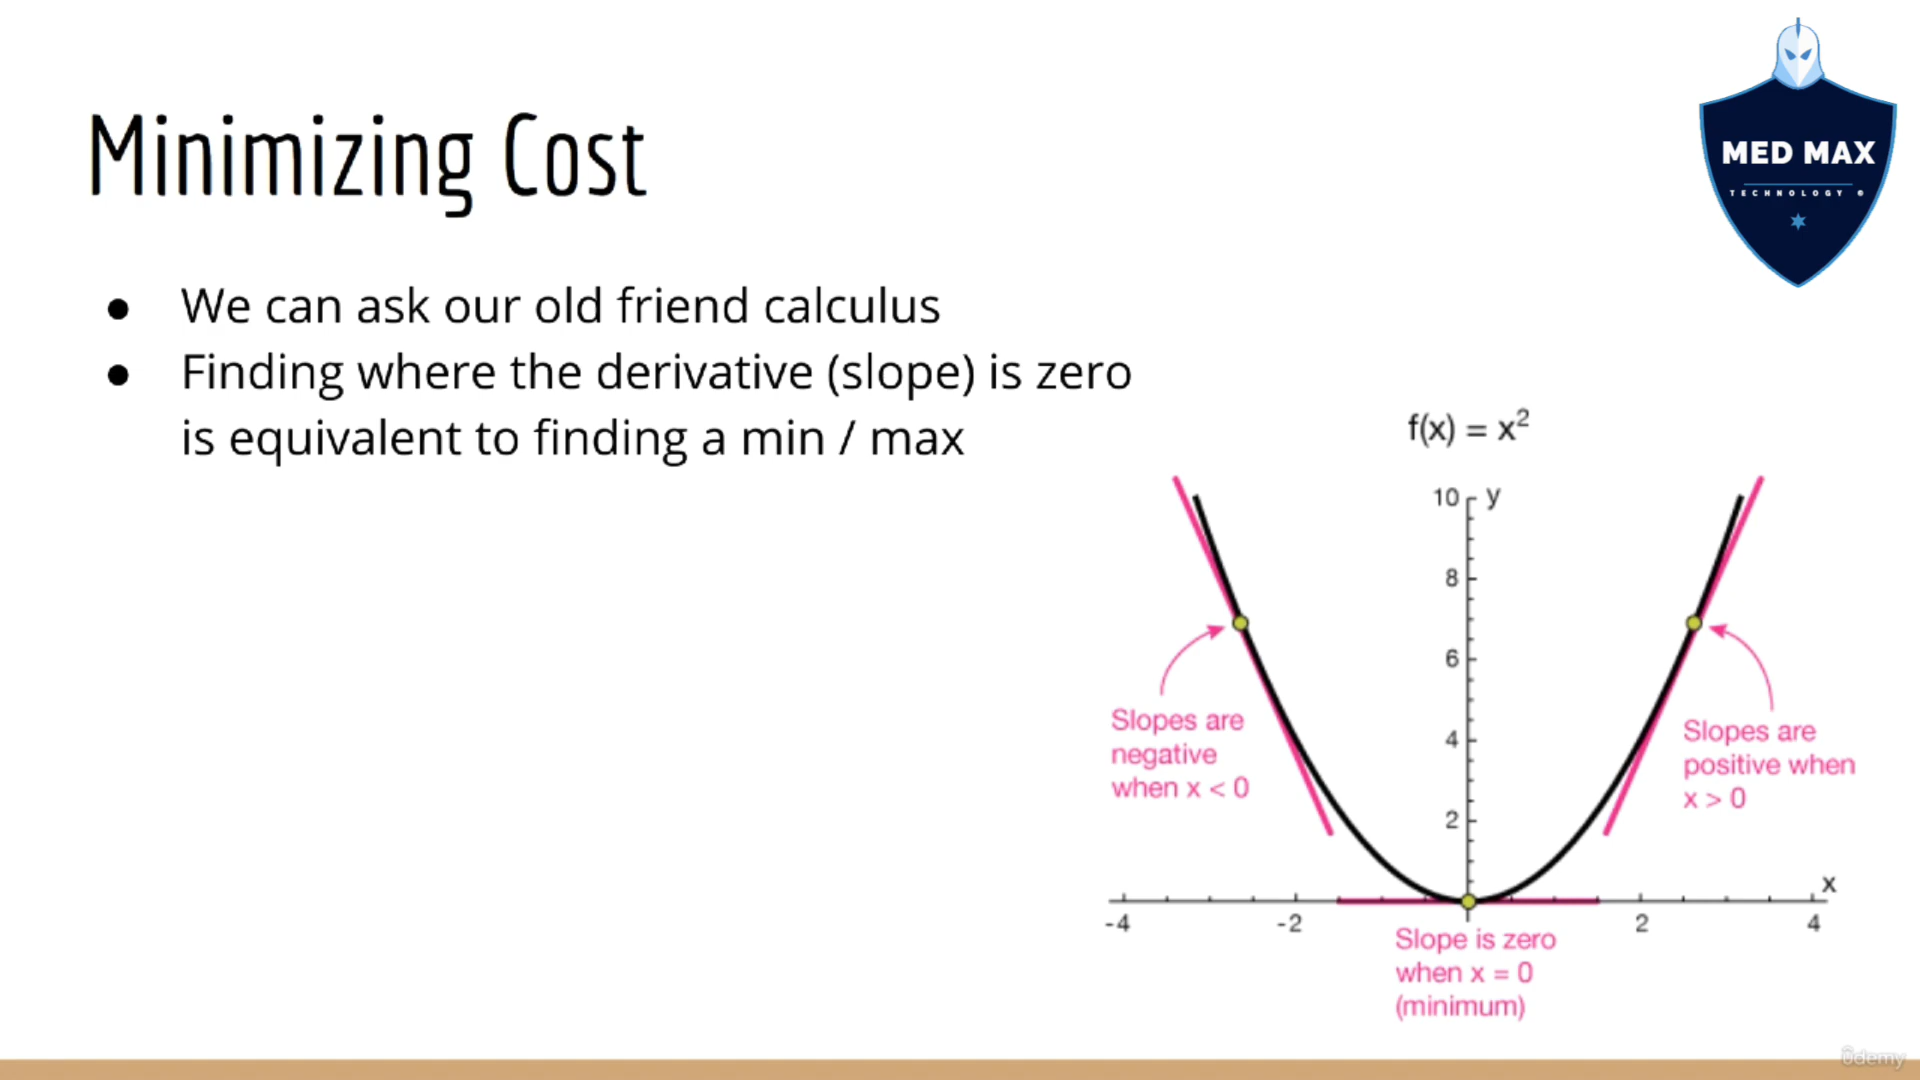 MED MAX
TECHNOLOGY
Minimizing Cost
● We can ask our old friend calculus
● Finding where the derivative (slope) is zero
is equivalent to finding a min / max
f(x) = x²
10 y
8
6
4
2
Slopes are
negative
when x < 0
Slopes are
positive when
x > 0
x
-4 -2 2 4
Slope is zero
when x = 0
(minimum)
ûdemy